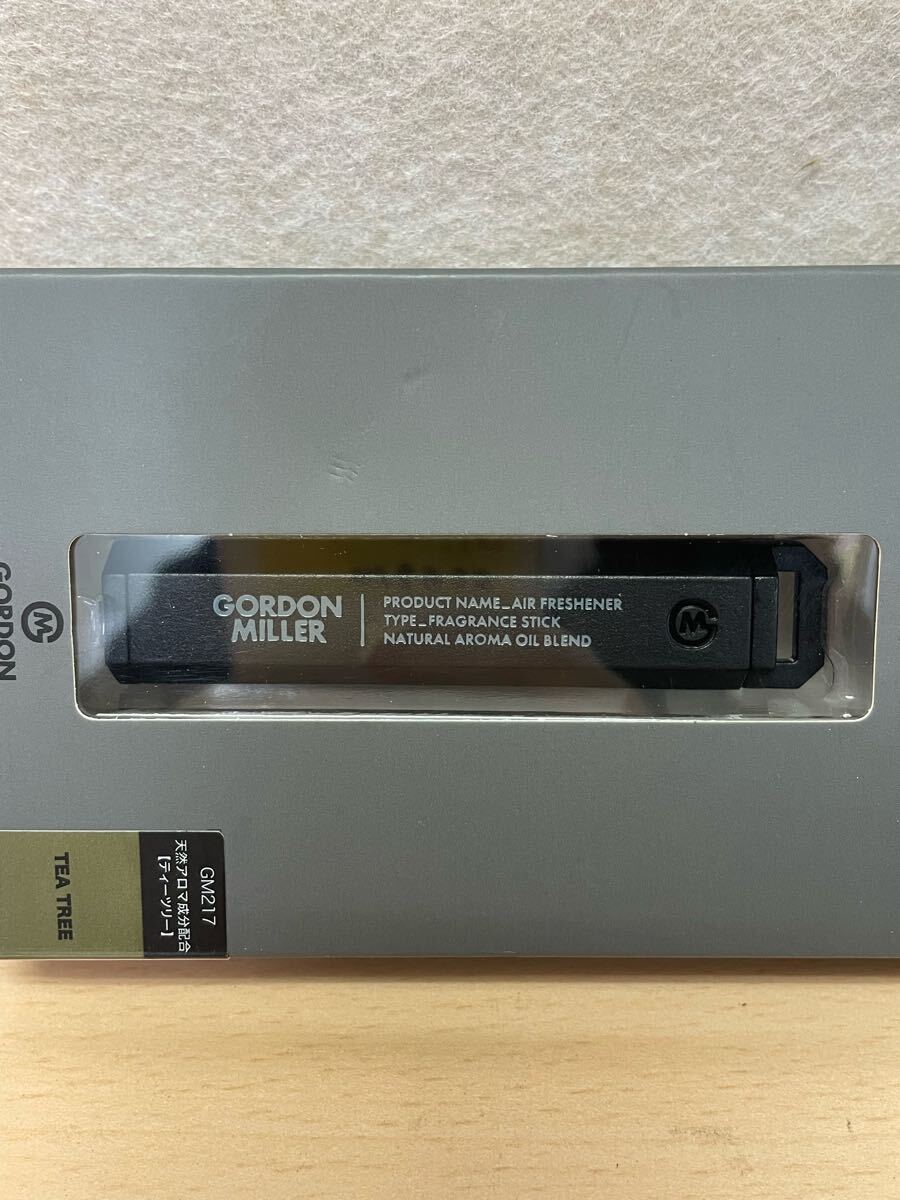 GORDON
MILLER
PRODUCT NAME_AIR FRESHENER
TYPE_FRAGRANCE STICK
NATURAL AROMA OIL BLEND
GORDON
GM217
天然アロマ成分配合
【ティーツリー】
TEA TREE